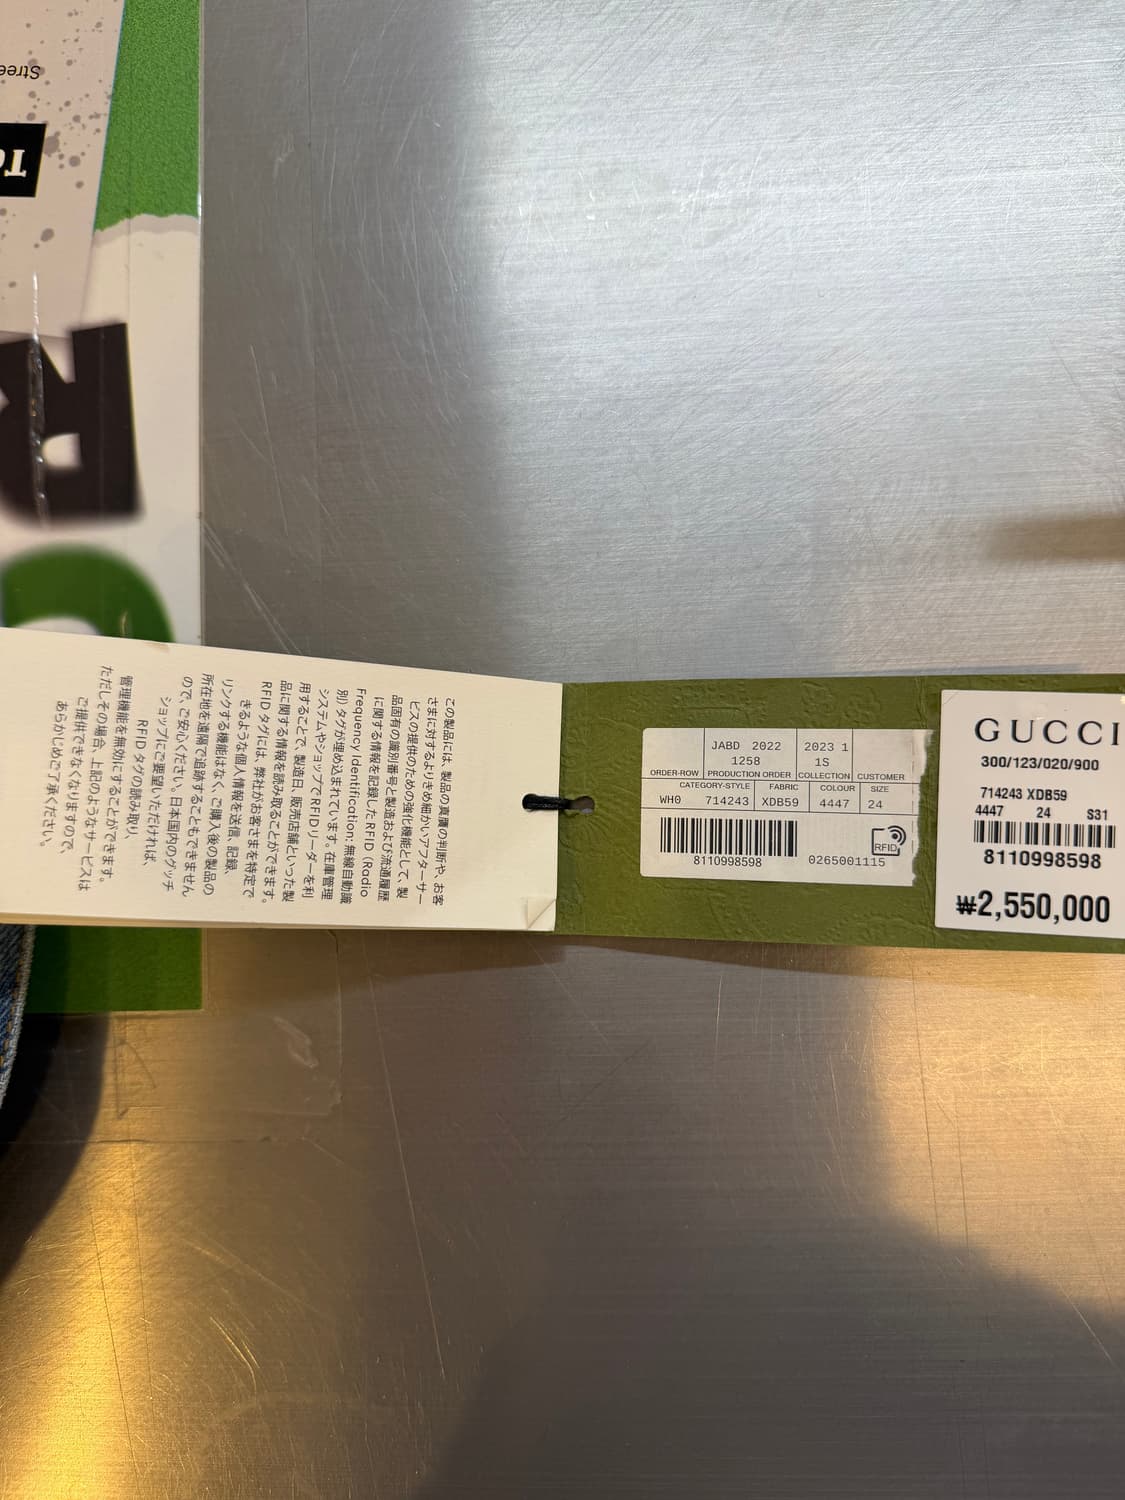 Stree
To
R
この製品には、製品の真贋の判断や、お客
さまに対するよりきめ細かいアフターサー
ビスの提供のための強化機能として、製
品固有の識別番号と製造および流通履歴
に関する情報を記録したRFID（Radio
Frequency Identification:無線自動識
別）タグが埋め込まれています。在庫管理
システムやショップでRFIDリーダーを利
用することで、製造日、販売店舗といった製
品に関する情報を読み取ることができます。
RFIDタグには、弊社がお客さまを特定で
きるような個人情報を送信、記録、
リンクする機能はなく、ご購入後の製品の
所在地を遠隔で追跡することもできません
ので、ご安心ください。日本国内のグッチ
ショップにご要望いただければ、
RFIDタグの読み取り、
管理機能を無効にすることができます。
ただしその場合、上記のようなサービスは
ご提供できなくなりますので、
あらかじめご了承ください。
JABD 2022 2023 1
1258 1S
ORDER-ROW PRODUCTION ORDER COLLECTION CUSTOMER
CATEGORY-STYLE FABRIC COLOUR SIZE
WH0 714243 XDB59 4447 24
8110998598 0265001115
RFID
GUCCI
300/123/020/900
714243 XDB59
4447 24 S31
8110998598
₩2,550,000